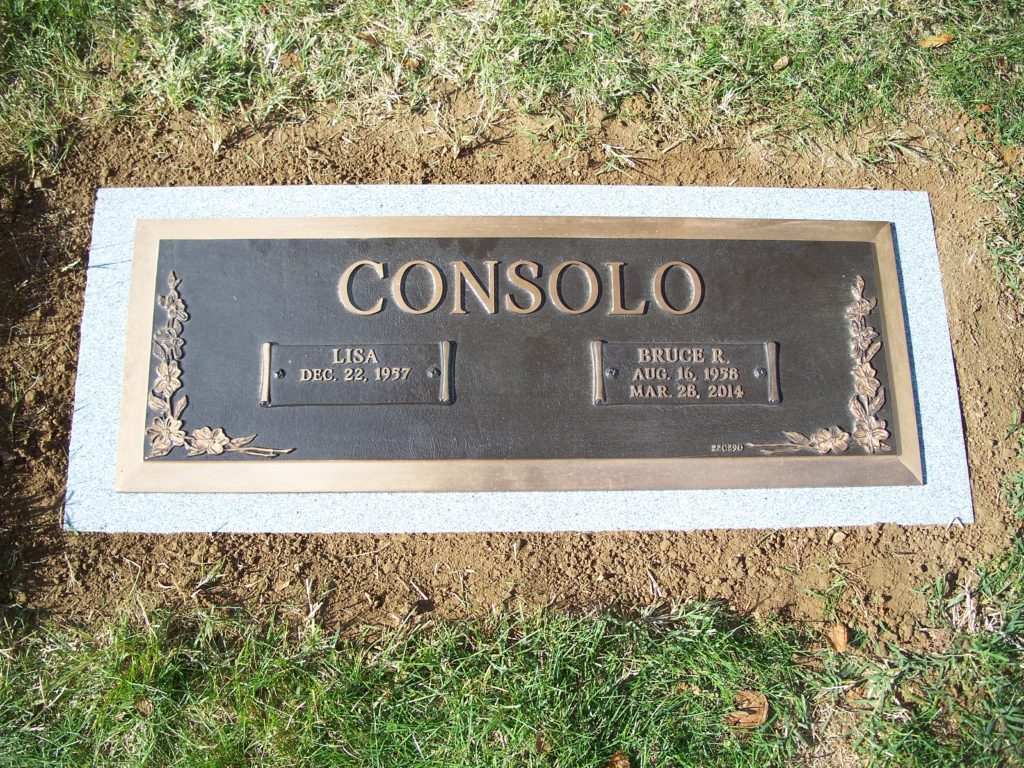 CONSOLO
LISA
DEC. 22, 1957
BRUCE R.
AUG. 16, 1958
MAR. 28, 2014